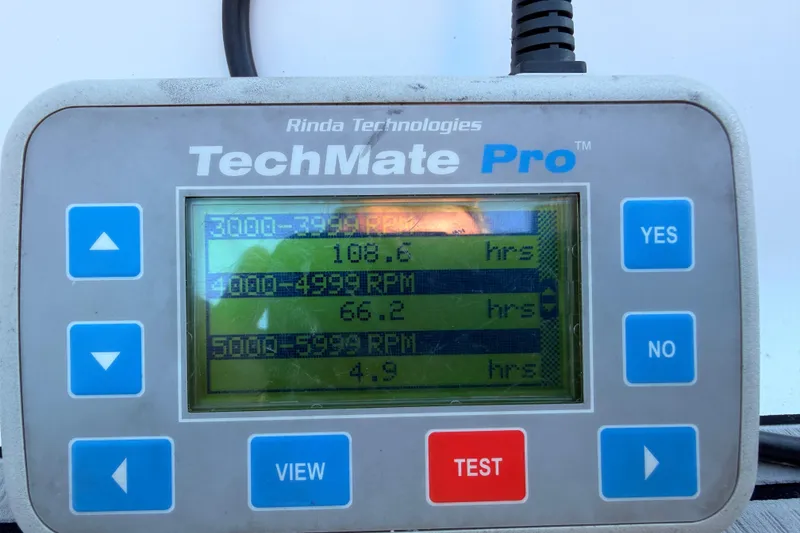 Rinda Technologies
TechMate Pro™
3000-3999 RPM
108.6 hrs
4000-4999 RPM
66.2 hrs
5000-5999 RPM
4.9 hrs
YES
NO
VIEW
TEST